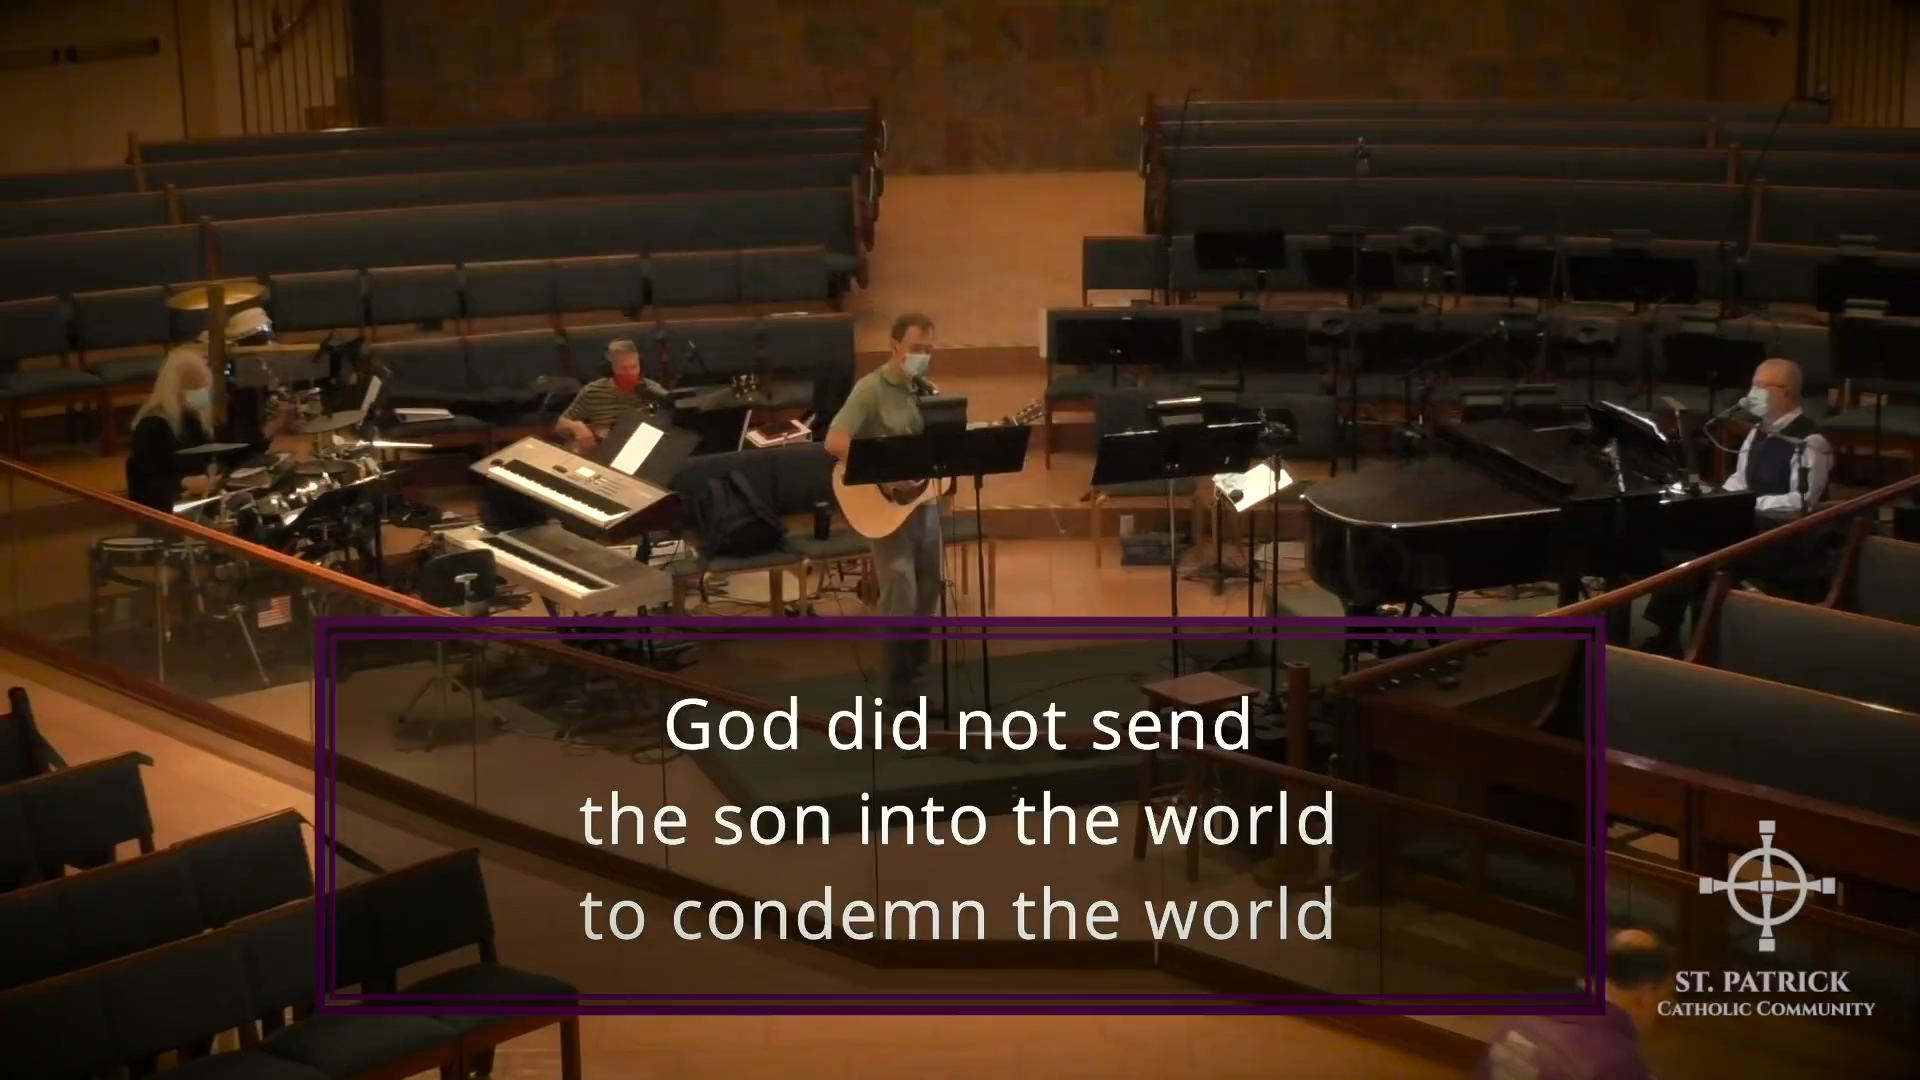 God did not send
the son into the world
to condemn the world
ST. PATRICK
CATHOLIC COMMUNITY